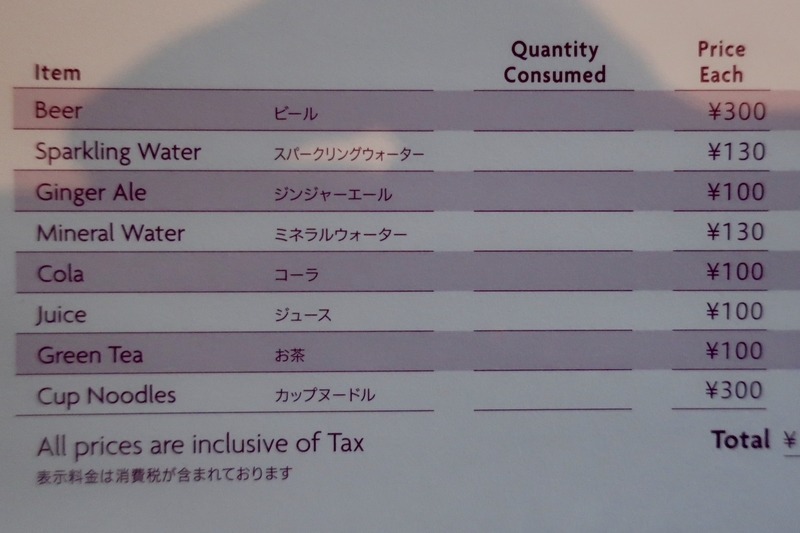 Item Quantity Consumed Price Each
Beer ビール ¥300
Sparkling Water スパークリングウォーター ¥130
Ginger Ale ジンジャーエール ¥100
Mineral Water ミネラルウォーター ¥130
Cola コーラ ¥100
Juice ジュース ¥100
Green Tea お茶 ¥100
Cup Noodles カップヌードル ¥300
All prices are inclusive of Tax Total ¥
表示料金は消費税が含まれております